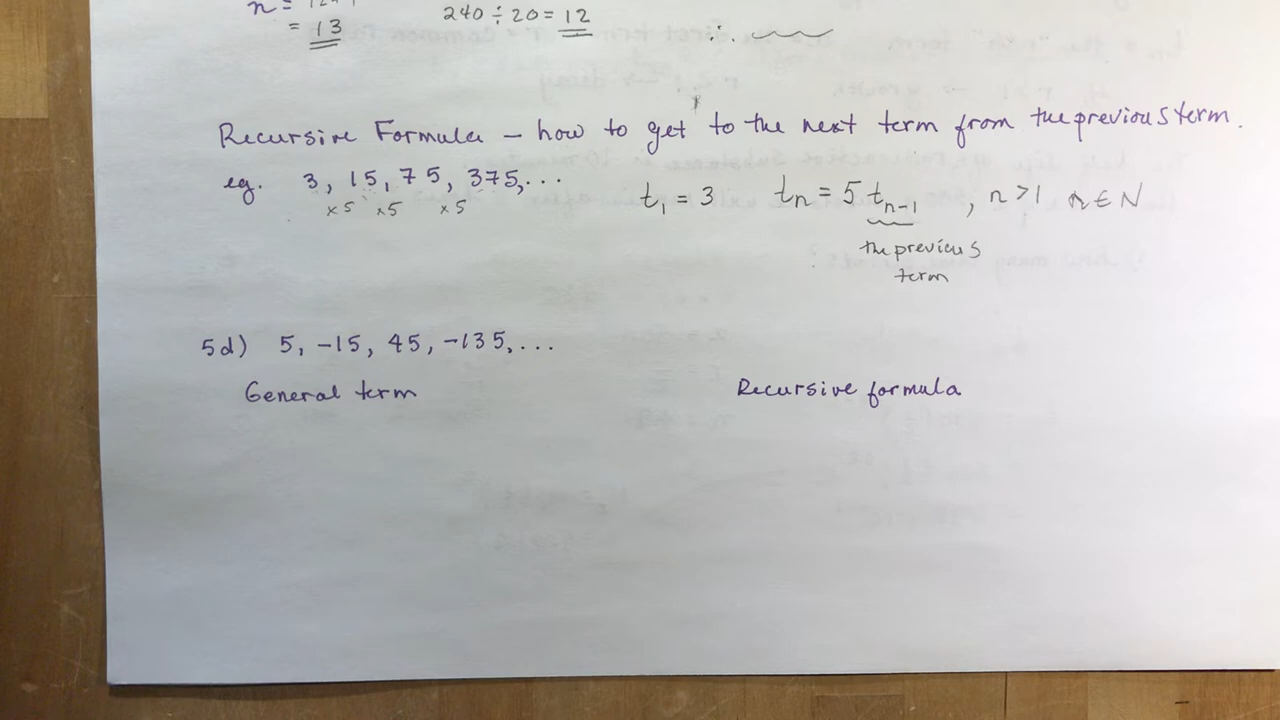 = 13
240 ÷ 20 = 12
∴
Recursive Formula – how to get to the next term from the previous term.
eg. 3, 15, 75, 375, ...
×5 ×5 ×5
t₁ = 3 tₙ = 5 tₙ₋₁ , n > 1 n ∈ N
the previous
term
5d) 5, -15, 45, -135, ...
General term
Recursive formula